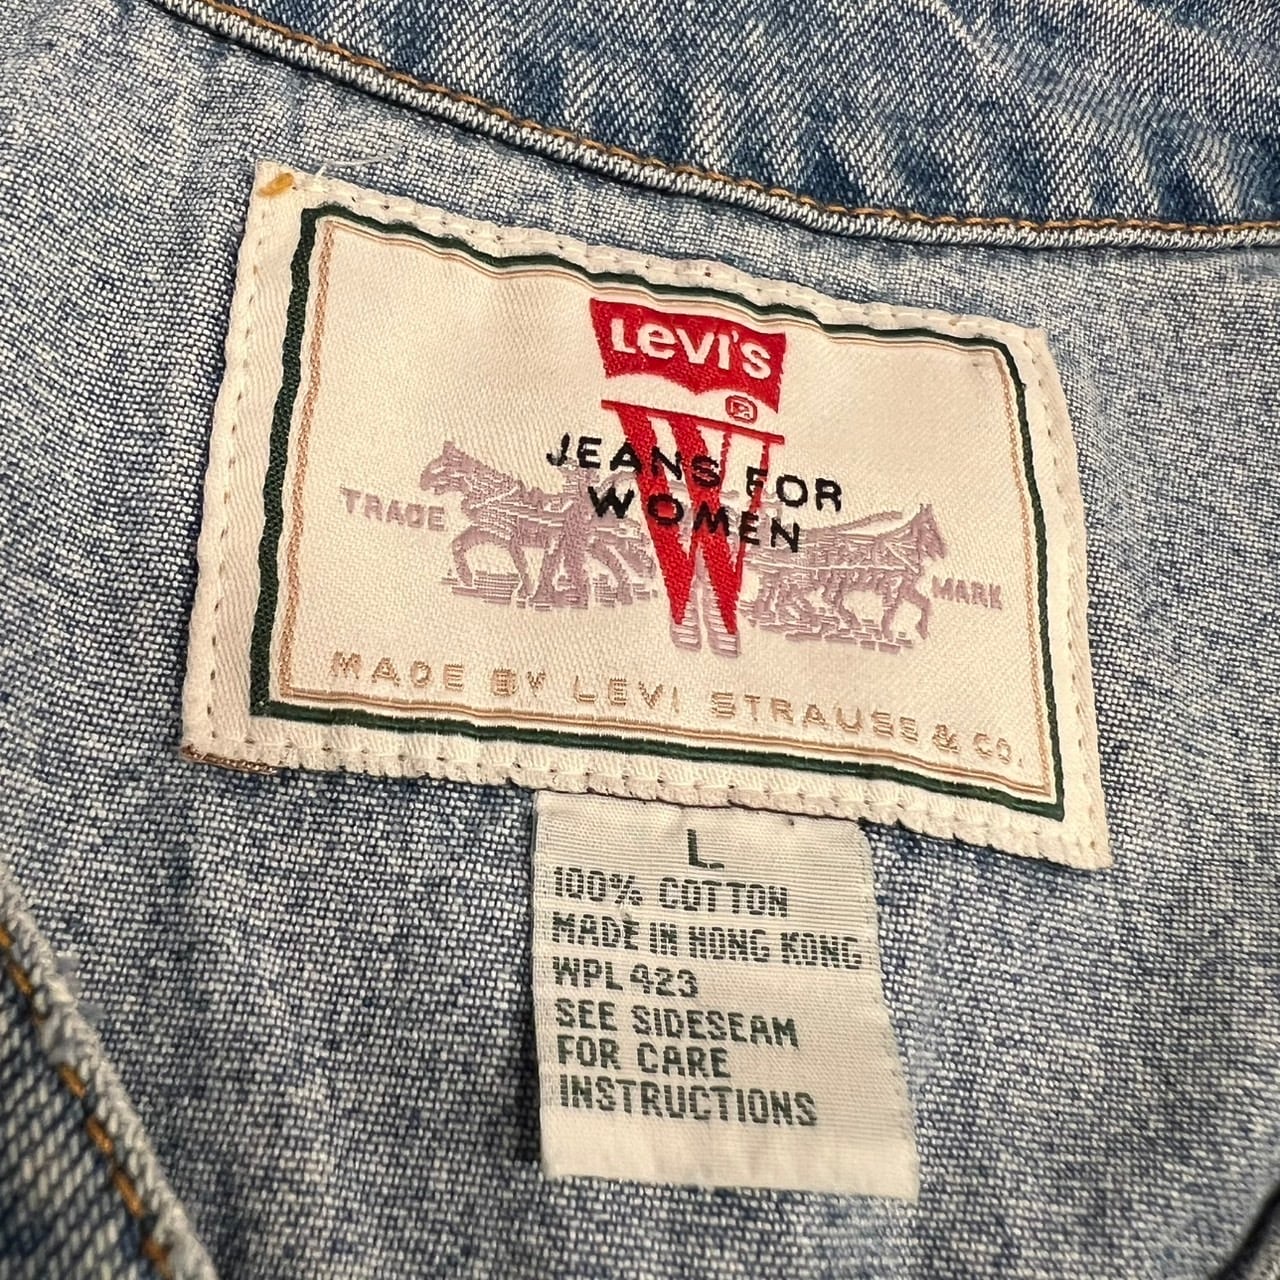 Levi's
®
W
JEANS FOR
WOMEN
TRADE MARK
MADE BY LEVI STRAUSS & CO.
L
100% COTTON
MADE IN HONG KONG
WPL 423
SEE SIDESEAM
FOR CARE
INSTRUCTIONS